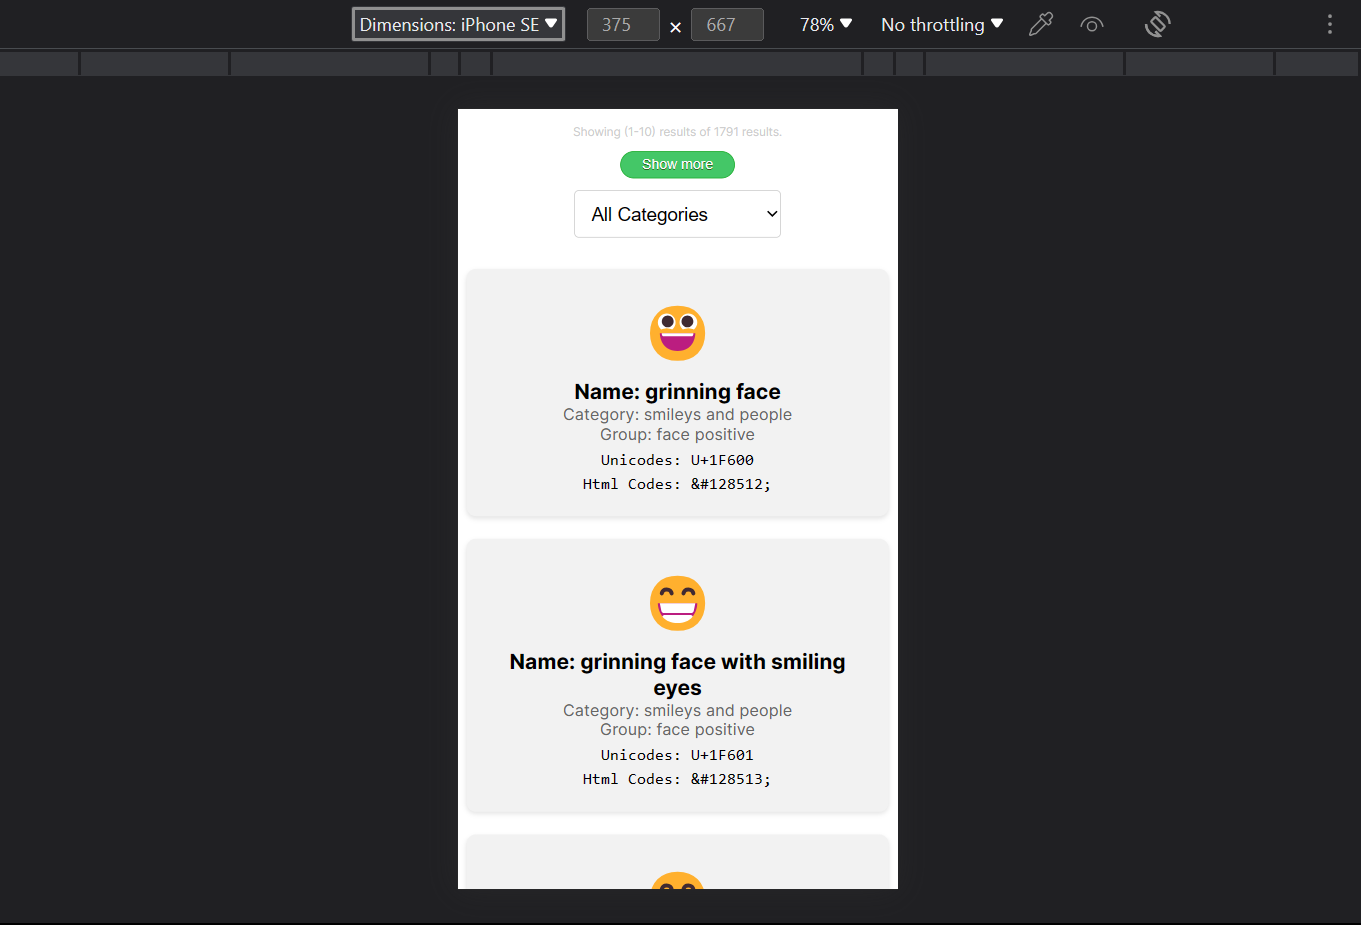 Dimensions: iPhone SE 375 × 667 78% No throttling
Showing (1-10) results of 1791 results.
Show more
All Categories
Name: grinning face
Category: smileys and people
Group: face positive
Unicodes: U+1F600
Html Codes: &#128512;
Name: grinning face with smiling
eyes
Category: smileys and people
Group: face positive
Unicodes: U+1F601
Html Codes: &#128513;